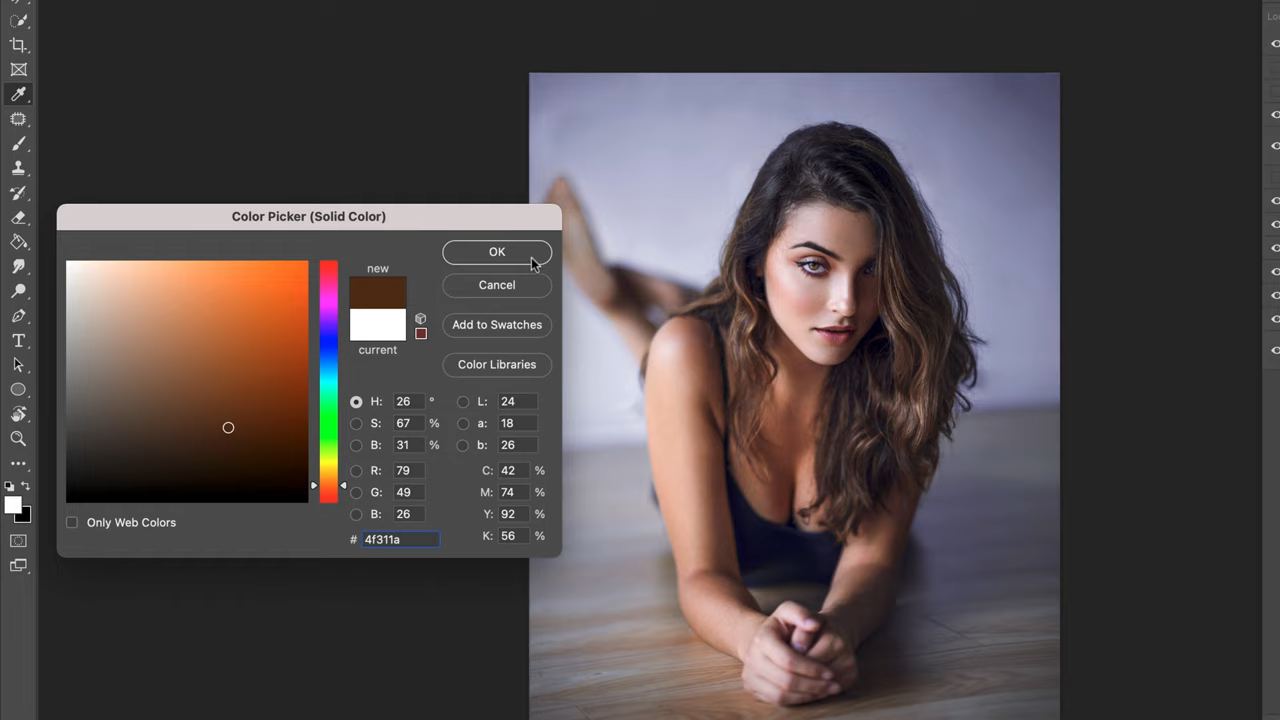 Lo
Color Picker (Solid Color)
OK
new
Cancel
Add to Swatches
current
Color Libraries
H: 26 ° L: 24
S: 67 % a: 18
B: 31 % b: 26
R: 79 C: 42 %
G: 49 M: 74 %
B: 26 Y: 92 %
Only Web Colors
# 4f311a K: 56 %